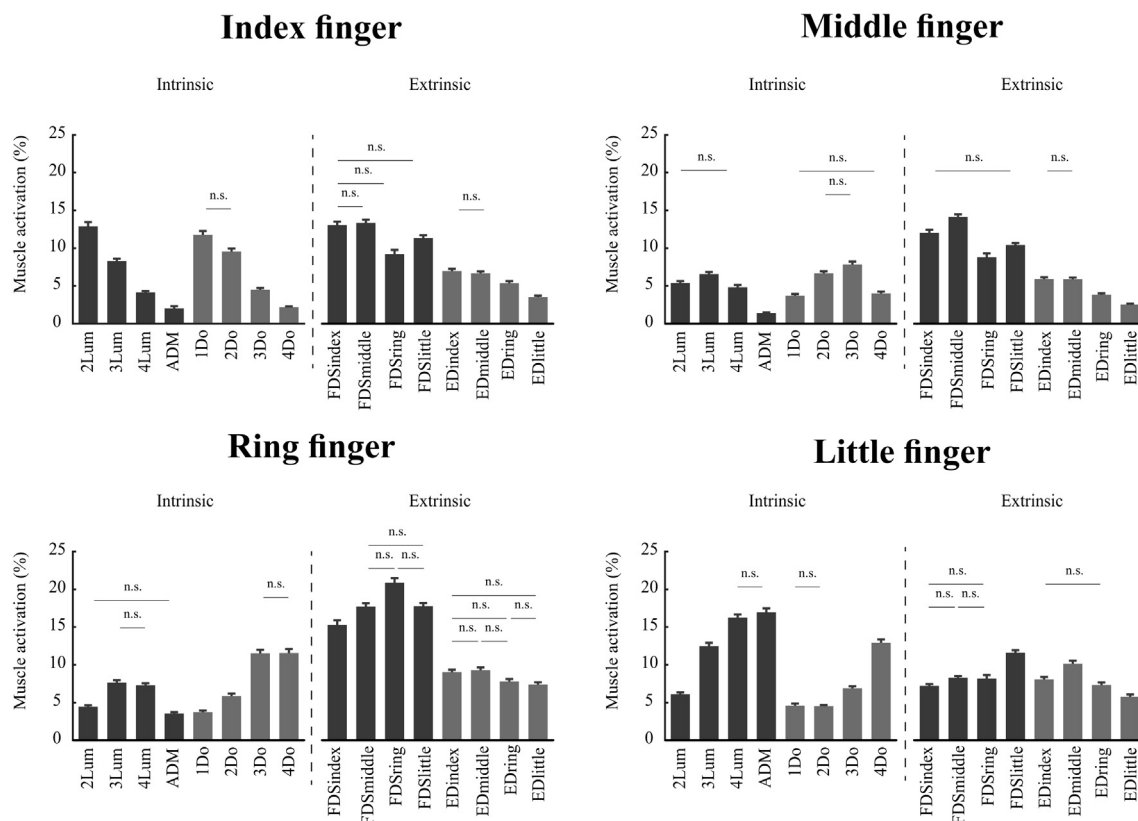 Index finger
Intrinsic
Extrinsic
Muscle activation (%)
25
20
15
10
5
0
n.s.
n.s.
n.s.
n.s.
n.s.
2Lum
3Lum
4Lum
ADM
1Do
2Do
3Do
4Do
FDSindex
FDSmiddle
FDSring
FDSlittle
EDindex
EDmiddle
EDring
EDlittle
Middle finger
Intrinsic
Extrinsic
Muscle activation (%)
25
20
15
10
5
0
n.s.
n.s.
n.s.
n.s.
n.s.
2Lum
3Lum
4Lum
ADM
1Do
2Do
3Do
4Do
FDSindex
FDSmiddle
FDSring
FDSlittle
EDindex
EDmiddle
EDring
EDlittle
Ring finger
Intrinsic
Extrinsic
Muscle activation (%)
25
20
15
10
5
0
n.s.
n.s.
n.s.
n.s.
n.s.
n.s.
n.s.
n.s.
n.s.
n.s.
n.s.
2Lum
3Lum
4Lum
ADM
1Do
2Do
3Do
4Do
FDSindex
FDSmiddle
FDSring
FDSlittle
EDindex
EDmiddle
EDring
EDlittle
Little finger
Intrinsic
Extrinsic
Muscle activation (%)
25
20
15
10
5
0
n.s.
n.s.
n.s.
n.s.
n.s.
n.s.
2Lum
3Lum
4Lum
ADM
1Do
2Do
3Do
4Do
FDSindex
FDSmiddle
FDSring
FDSlittle
EDindex
EDmiddle
EDring
EDlittle